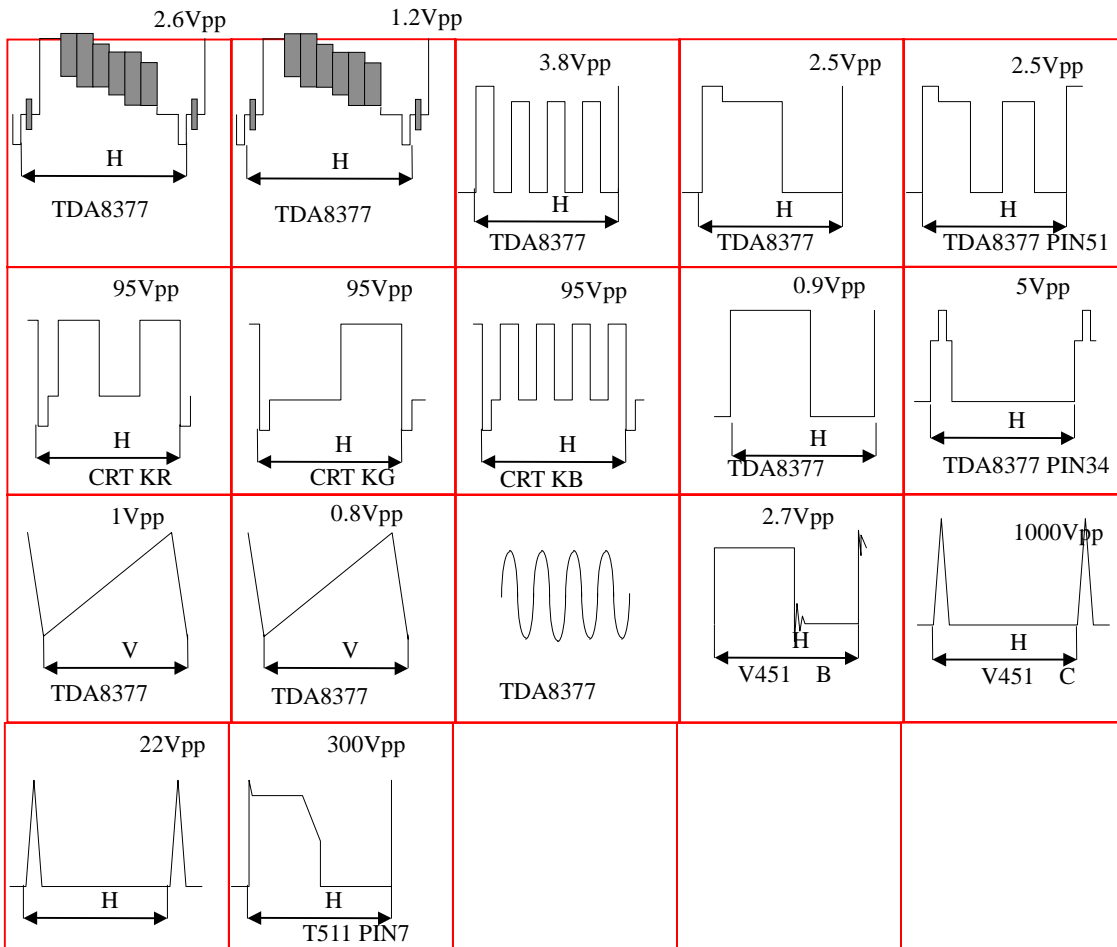 2.6Vpp
H
TDA8377
1.2Vpp
H
TDA8377
3.8Vpp
H
TDA8377
2.5Vpp
H
TDA8377
2.5Vpp
H
TDA8377 PIN51
95Vpp
H
CRT KR
95Vpp
H
CRT KG
95Vpp
H
CRT KB
0.9Vpp
H
TDA8377
5Vpp
H
TDA8377 PIN34
1Vpp
V
TDA8377
0.8Vpp
V
TDA8377
TDA8377
2.7Vpp
H
V451 B
1000Vpp
H
V451 C
22Vpp
H
300Vpp
H
T511 PIN7